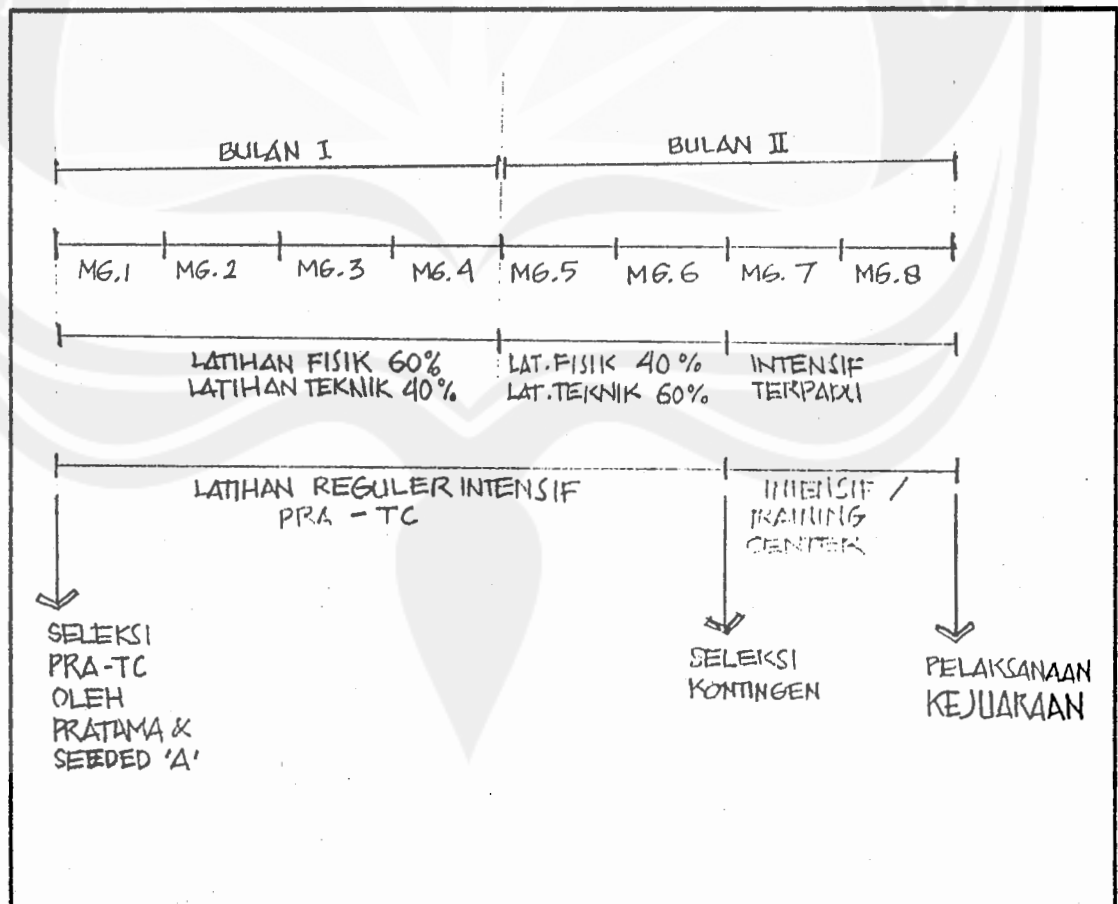 BULAN I
BULAN II
MG.1 MG.2 MG.3 MG.4 MG.5 MG.6 MG.7 MG.8
LATIHAN FISIK 60%
LATIHAN TEKNIK 40%
LAT.FISIK 40%
LAT.TEKNIK 60%
INTENSIF
TERPADU
LATIHAN REGULER INTENSIF
PRA - TC
INTENSIF /
TRAINING
CENTER
SELEKSI
PRA-TC
OLEH
PRATAMA &
SEEDED 'A'
SELEKSI
KONTINGEN
PELAKSANAAN
KEJUARAAN